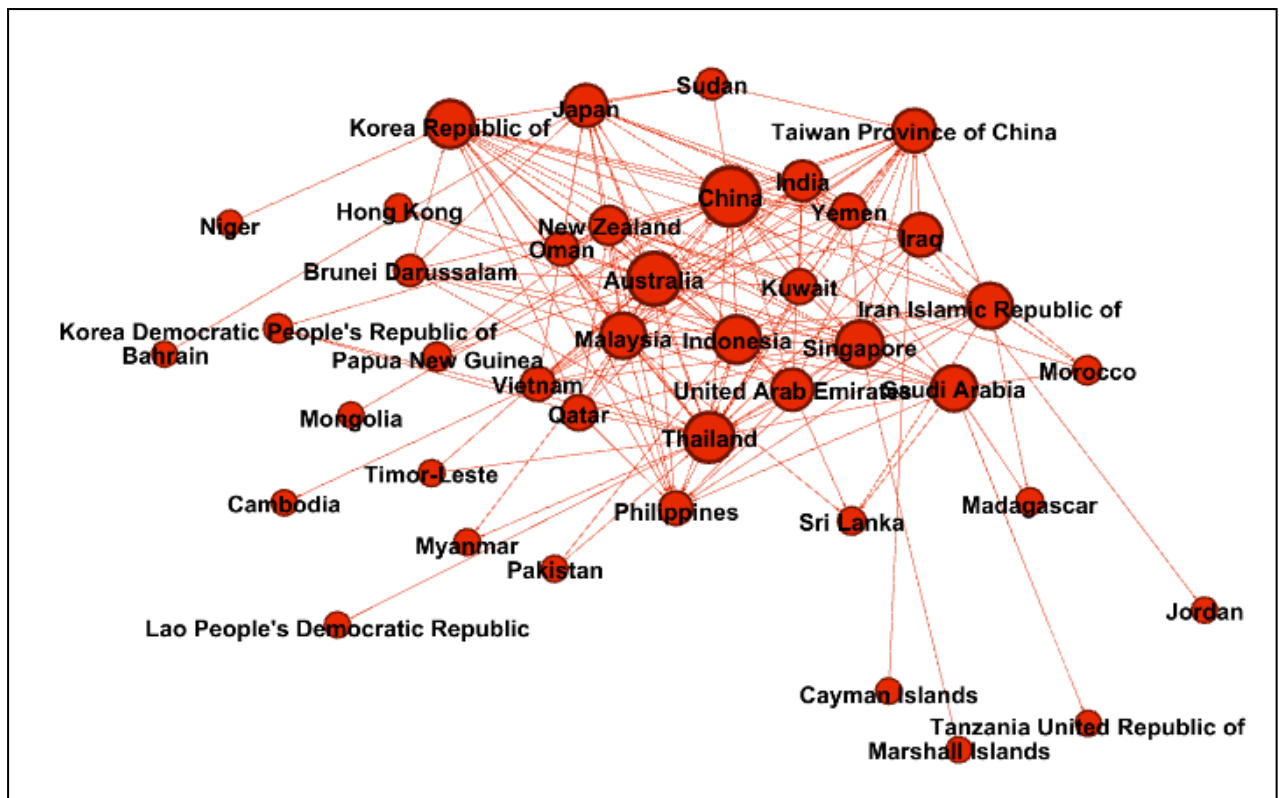 Sudan
Japan
Korea Republic of
Taiwan Province of China
India
China
Yemen
Hong Kong
Niger
New Zealand
Iraq
Oman
Brunei Darussalam
Australia
Kuwait
Iran Islamic Republic of
Korea Democratic People's Republic of
Bahrain
Malaysia
Indonesia
Singapore
Papua New Guinea
Morocco
Vietnam
United Arab Emirates
Saudi Arabia
Qatar
Mongolia
Thailand
Timor-Leste
Cambodia
Philippines
Sri Lanka
Madagascar
Myanmar
Pakistan
Jordan
Lao People's Democratic Republic
Cayman Islands
Tanzania United Republic of
Marshall Islands